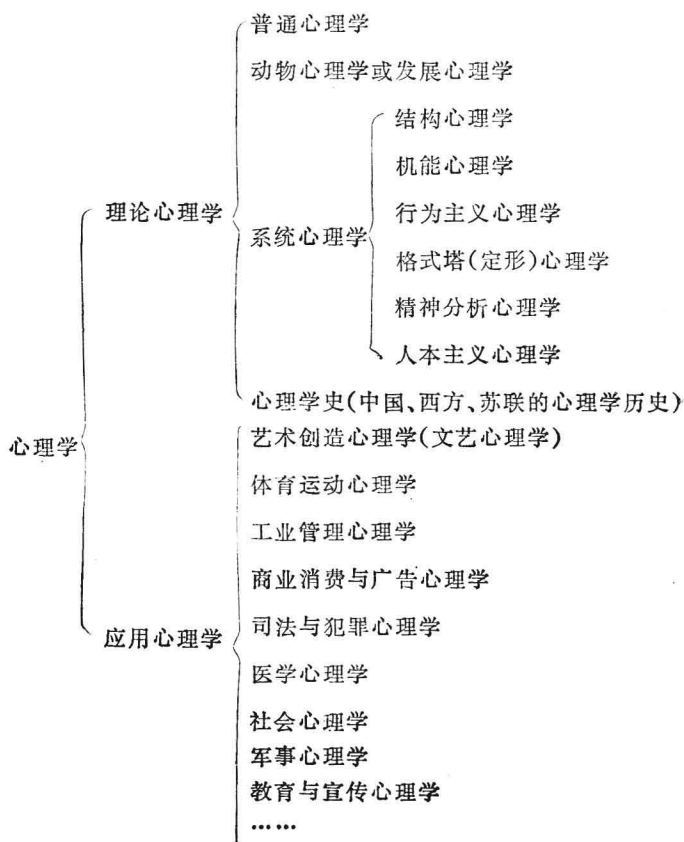 普通心理学
动物心理学或发展心理学
结构心理学
机能心理学
理论心理学
行为主义心理学
系统心理学
格式塔(定形)心理学
精神分析心理学
人本主义心理学
心理学史(中国、西方、苏联的心理学历史)
心理学
艺术创造心理学(文艺心理学)
体育运动心理学
工业管理心理学
商业消费与广告心理学
应用心理学
司法与犯罪心理学
医学心理学
社会心理学
军事心理学
教育与宣传心理学
……